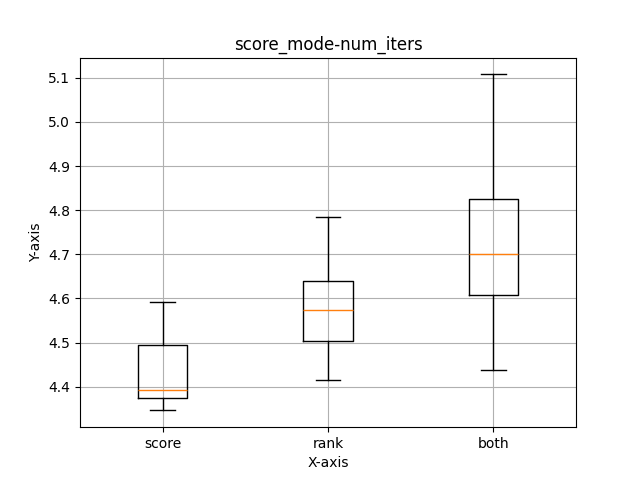 score_mode-num_iters
5.1
5.0
4.9
4.8
4.7
4.6
4.5
4.4
Y-axis
score rank both
X-axis